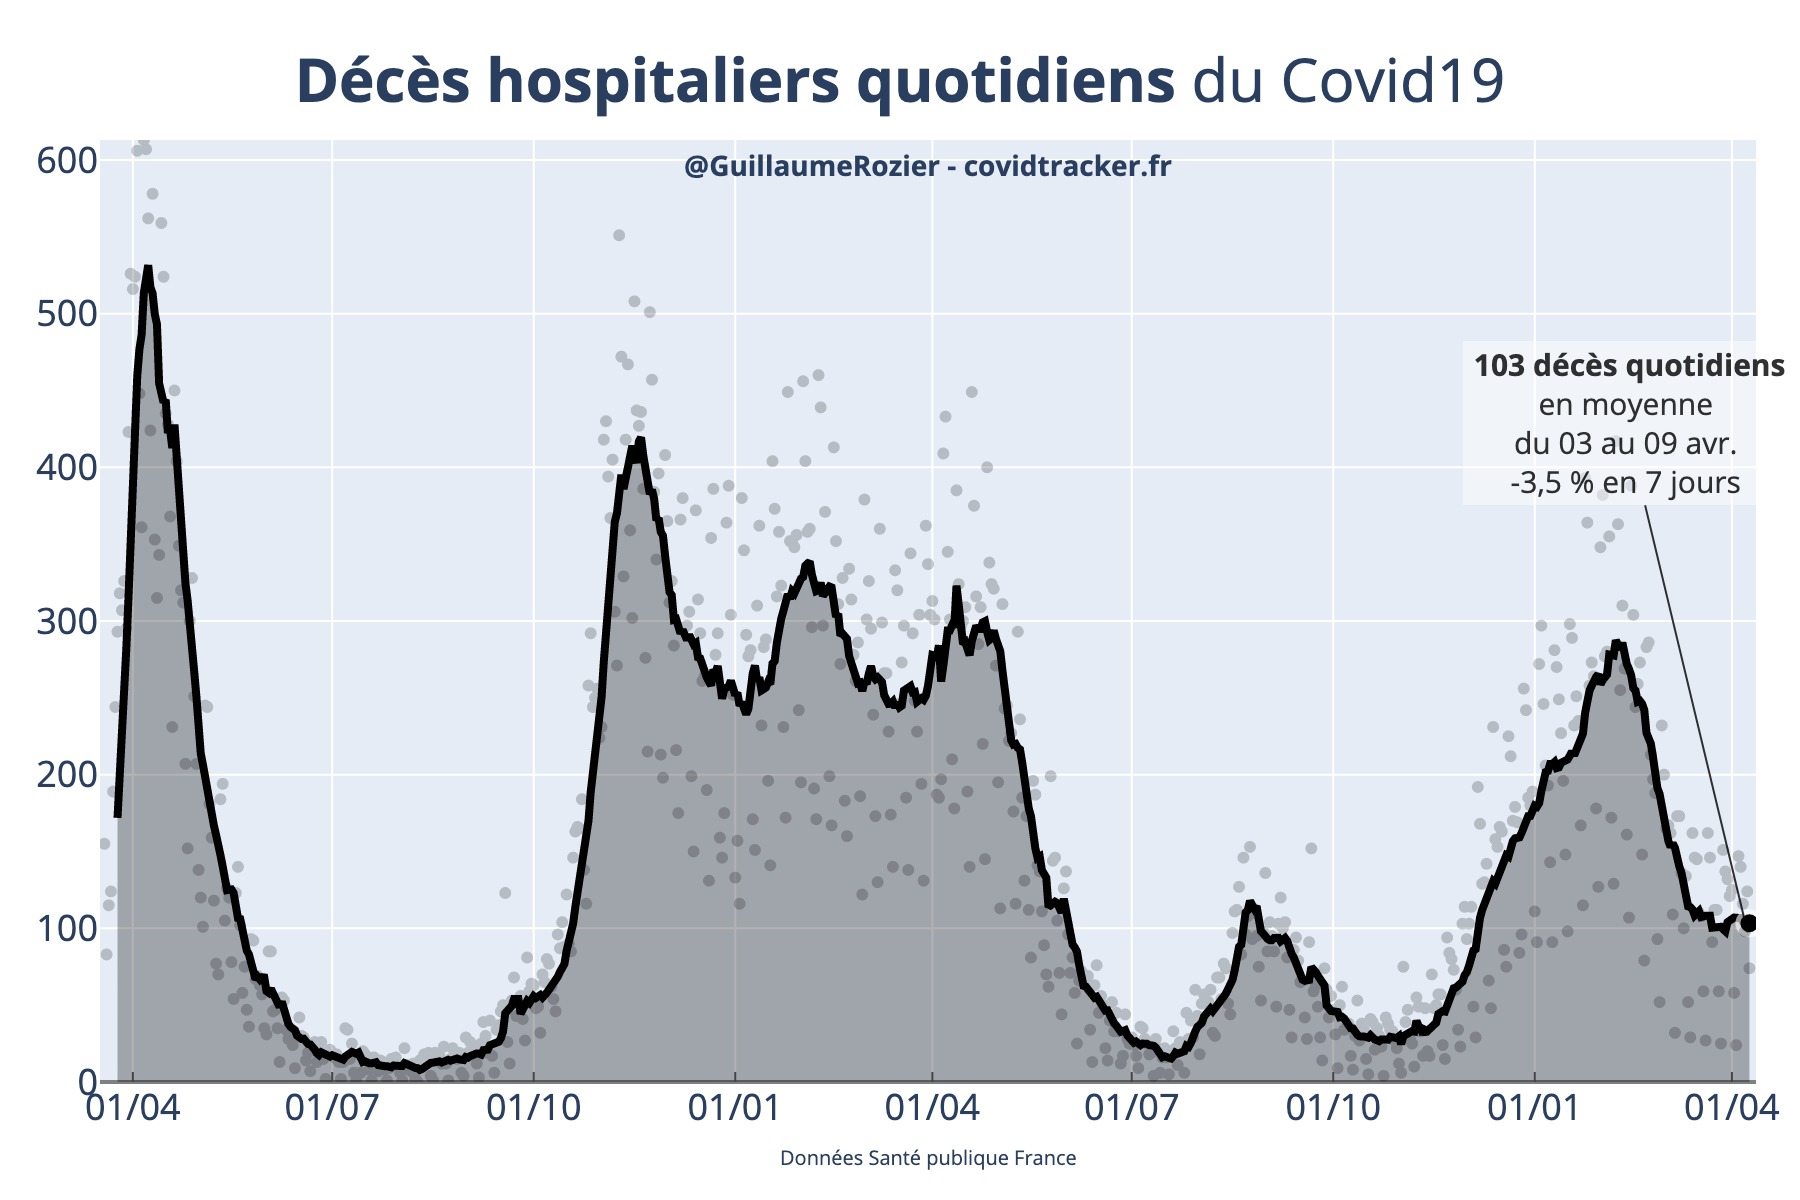 Décès hospitaliers quotidiens du Covid19
@GuillaumeRozier - covidtracker.fr
600
500
400
300
200
100
0
103 décès quotidiens
en moyenne
du 03 au 09 avr.
-3,5 % en 7 jours
01/04 01/07 01/10 01/01 01/04 01/07 01/10 01/01 01/04
Données Santé publique France